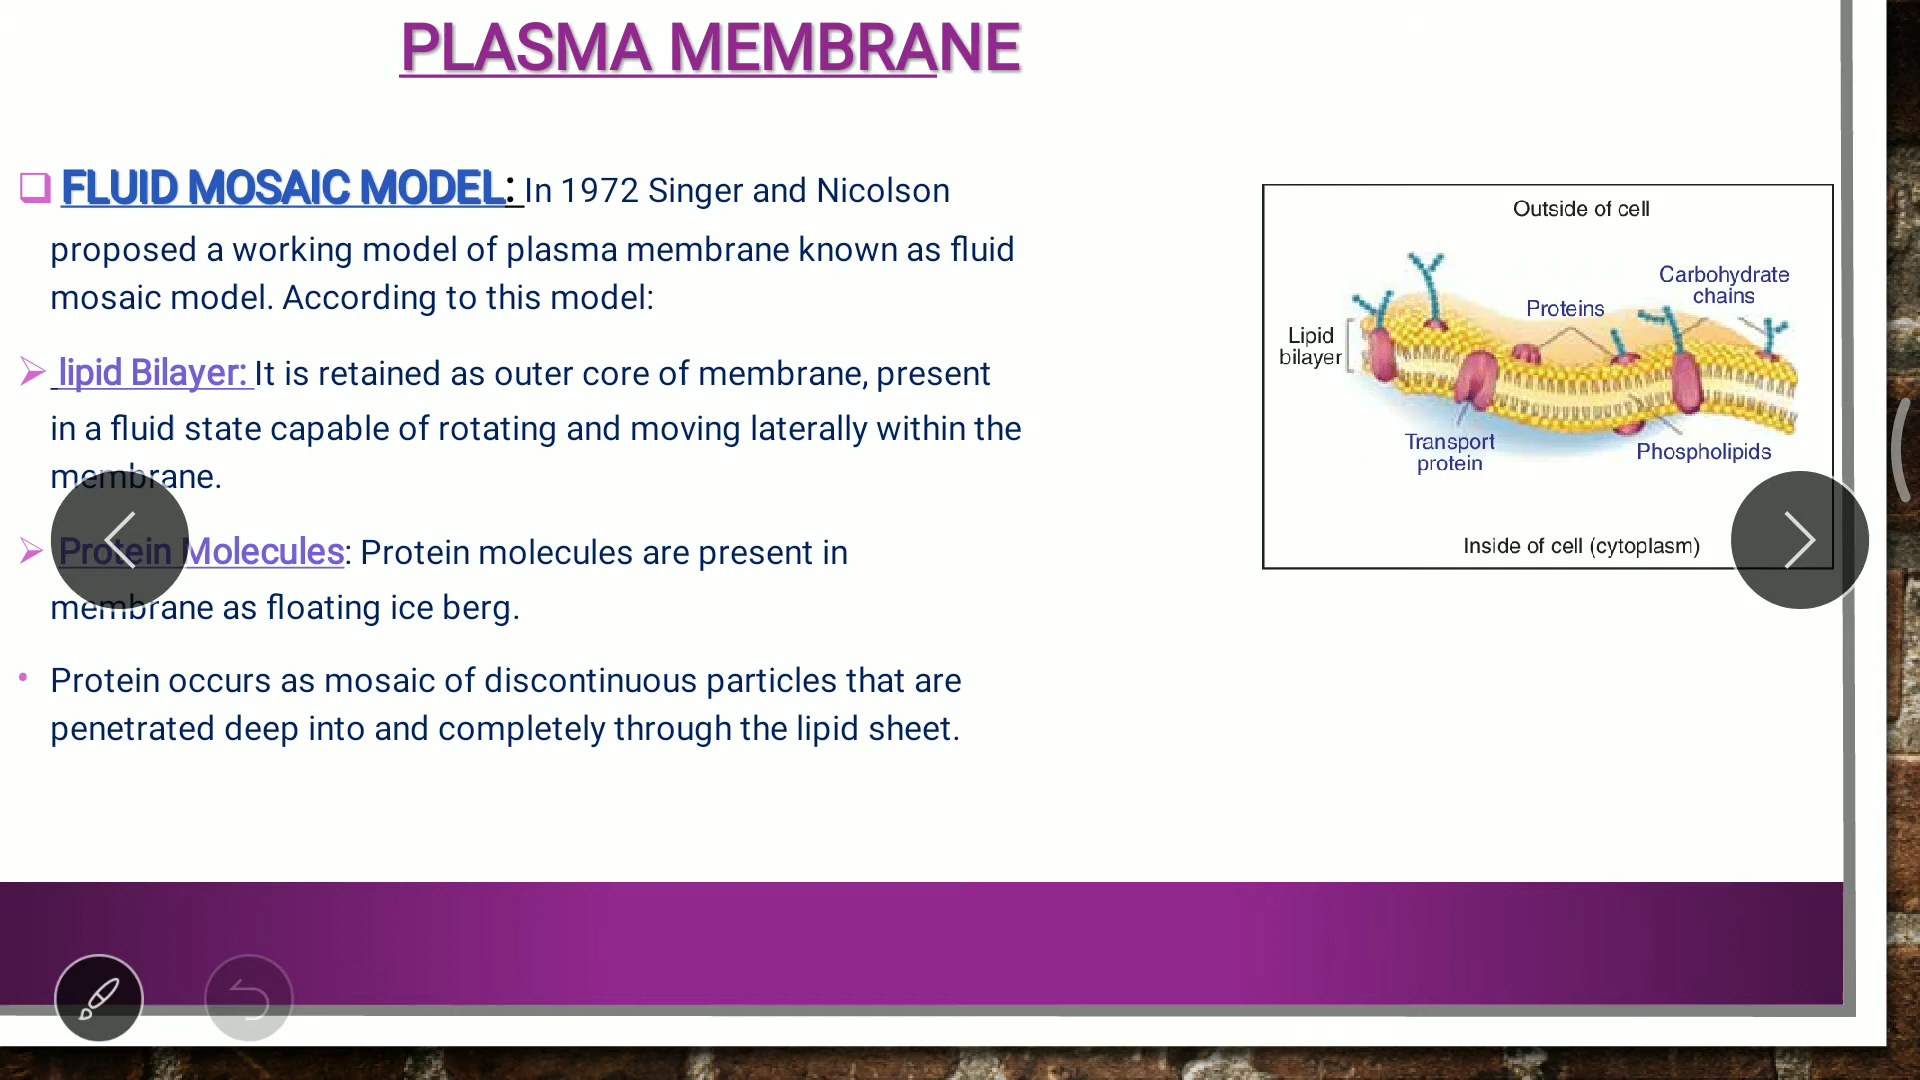 PLASMA MEMBRANE
FLUID MOSAIC MODEL: In 1972 Singer and Nicolson
proposed a working model of plasma membrane known as fluid
mosaic model. According to this model:
lipid Bilayer: It is retained as outer core of membrane, present
in a fluid state capable of rotating and moving laterally within the
membrane.
Protein Molecules: Protein molecules are present in
membrane as floating ice berg.
Protein occurs as mosaic of discontinuous particles that are
penetrated deep into and completely through the lipid sheet.
Outside of cell
Carbohydrate
chains
Proteins
Lipid
bilayer
Transport
protein
Phospholipids
Inside of cell (cytoplasm)